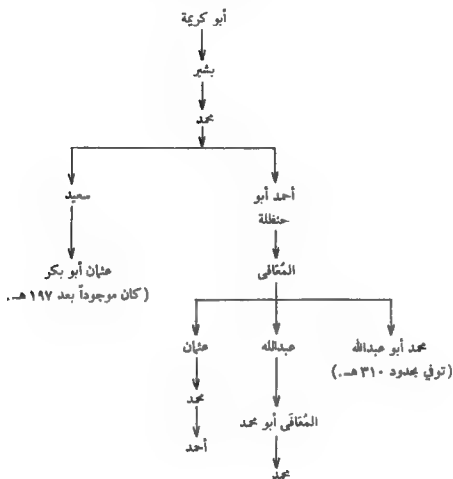 أبو كريمة
بشير
محمد
سعيد
أحمد أبو
حنظلة
عثمان أبو بكر
(كان موجوداً بعد ١٩٧ هـ.
المُعَافى
عثمان
عبدالله
محمد أبو عبدالله
(توفي بحدود ٣١٠ هـ.)
محمد
المُعَافَى أبو محمد
أحمد
محمد